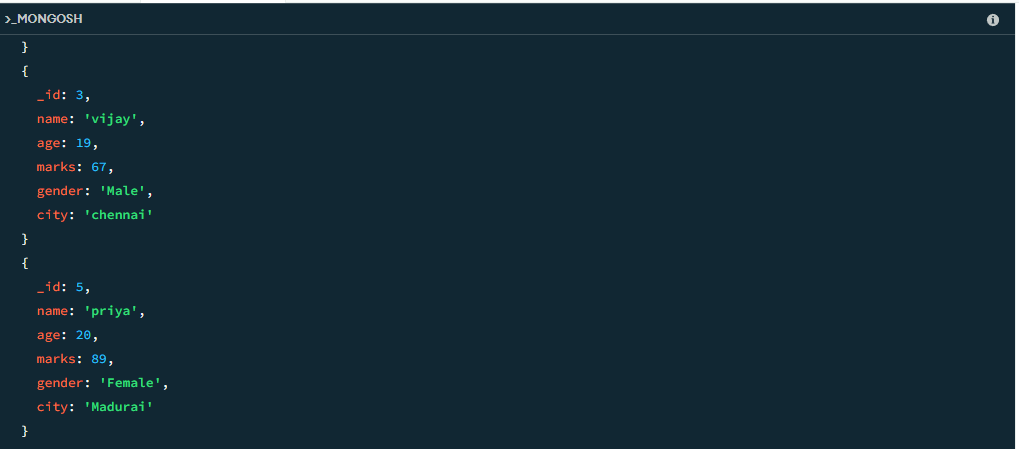 >_MONGOSH
}
{
_id: 3,
name: 'vijay',
age: 19,
marks: 67,
gender: 'Male',
city: 'chennai'
}
{
_id: 5,
name: 'priya',
age: 20,
marks: 89,
gender: 'Female',
city: 'Madurai'
}